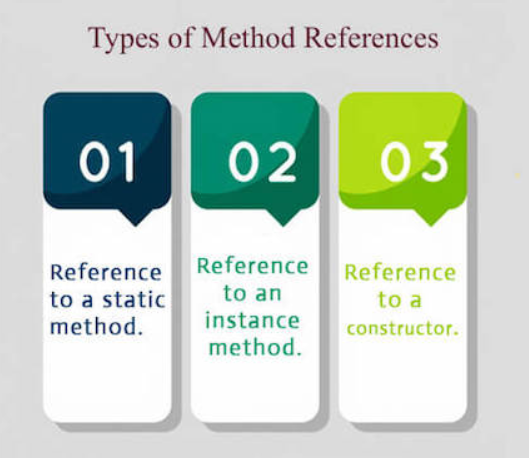 Types of Method References
01
Reference
to a static
method.
02
Reference
to an
instance
method.
03
Reference
to a
constructor.